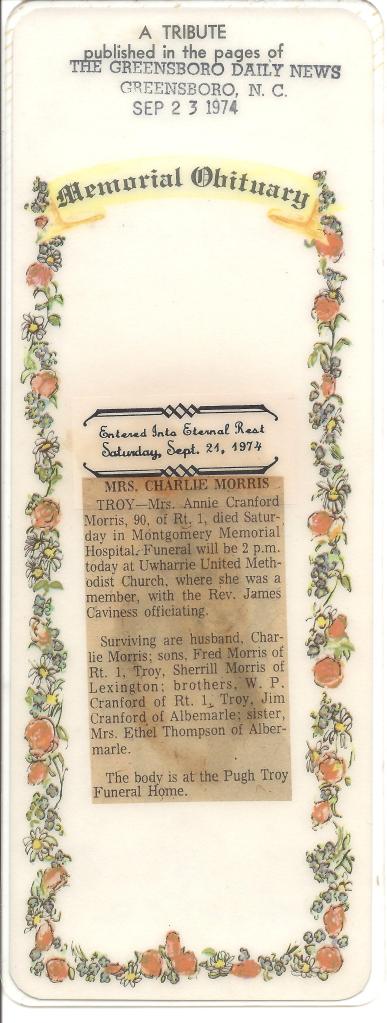 A TRIBUTE
published in the pages of
THE GREENSBORO DAILY NEWS
GREENSBORO, N. C.
SEP 23 1974
Memorial Obituary
Entered Into Eternal Rest
Saturday, Sept. 21, 1974
MRS. CHARLIE MORRIS
TROY—Mrs. Annie Cranford
Morris, 90, of Rt. 1, died Satur-
day in Montgomery Memorial
Hospital. Funeral will be 2 p.m.
today at Uwharrie United Meth-
odist Church, where she was a
member, with the Rev. James
Caviness officiating.
Surviving are husband, Char-
lie Morris; sons, Fred Morris of
Rt. 1, Troy, Sherrill Morris of
Lexington; brothers, W. P.
Cranford of Rt. 1, Troy, Jim
Cranford of Albemarle; sister,
Mrs. Ethel Thompson of Alber-
marle.
The body is at the Pugh Troy
Funeral Home.